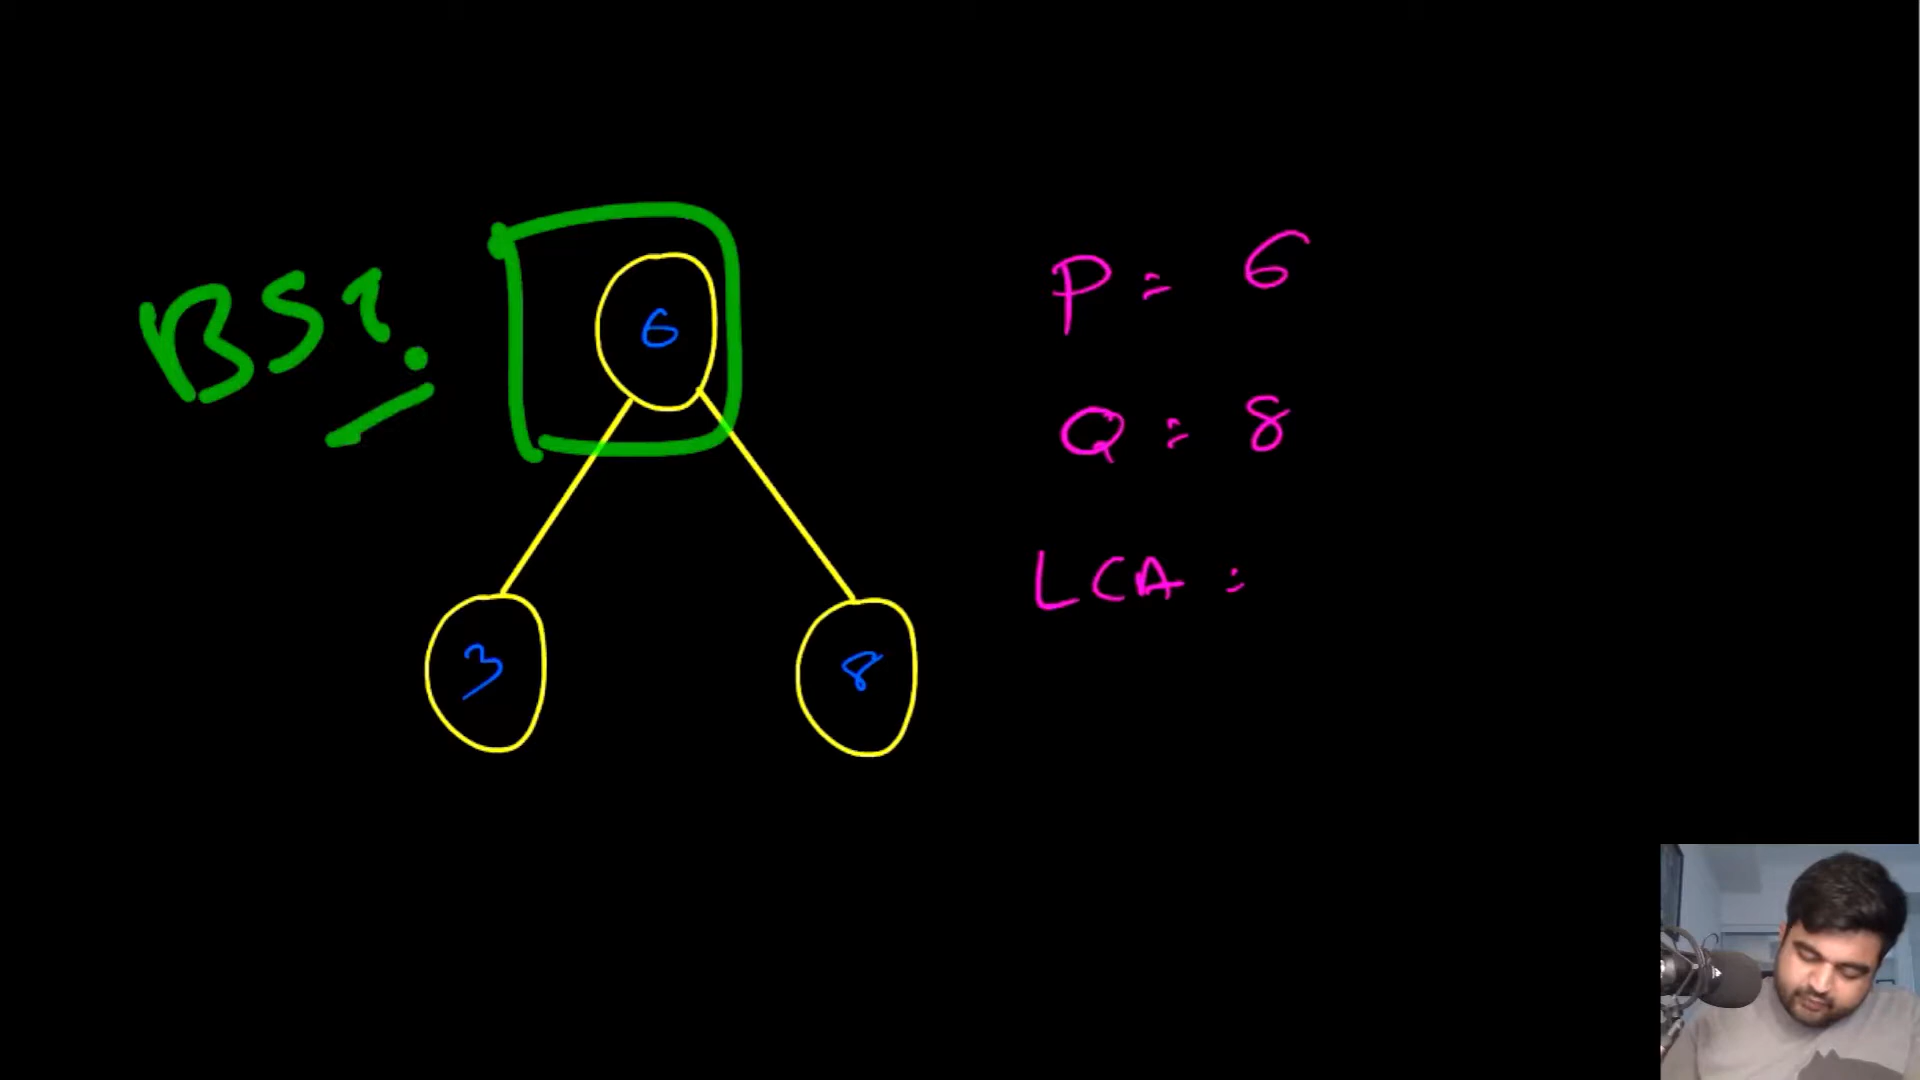 BST.
6
3
8
P = 6
Q = 8
LCA =